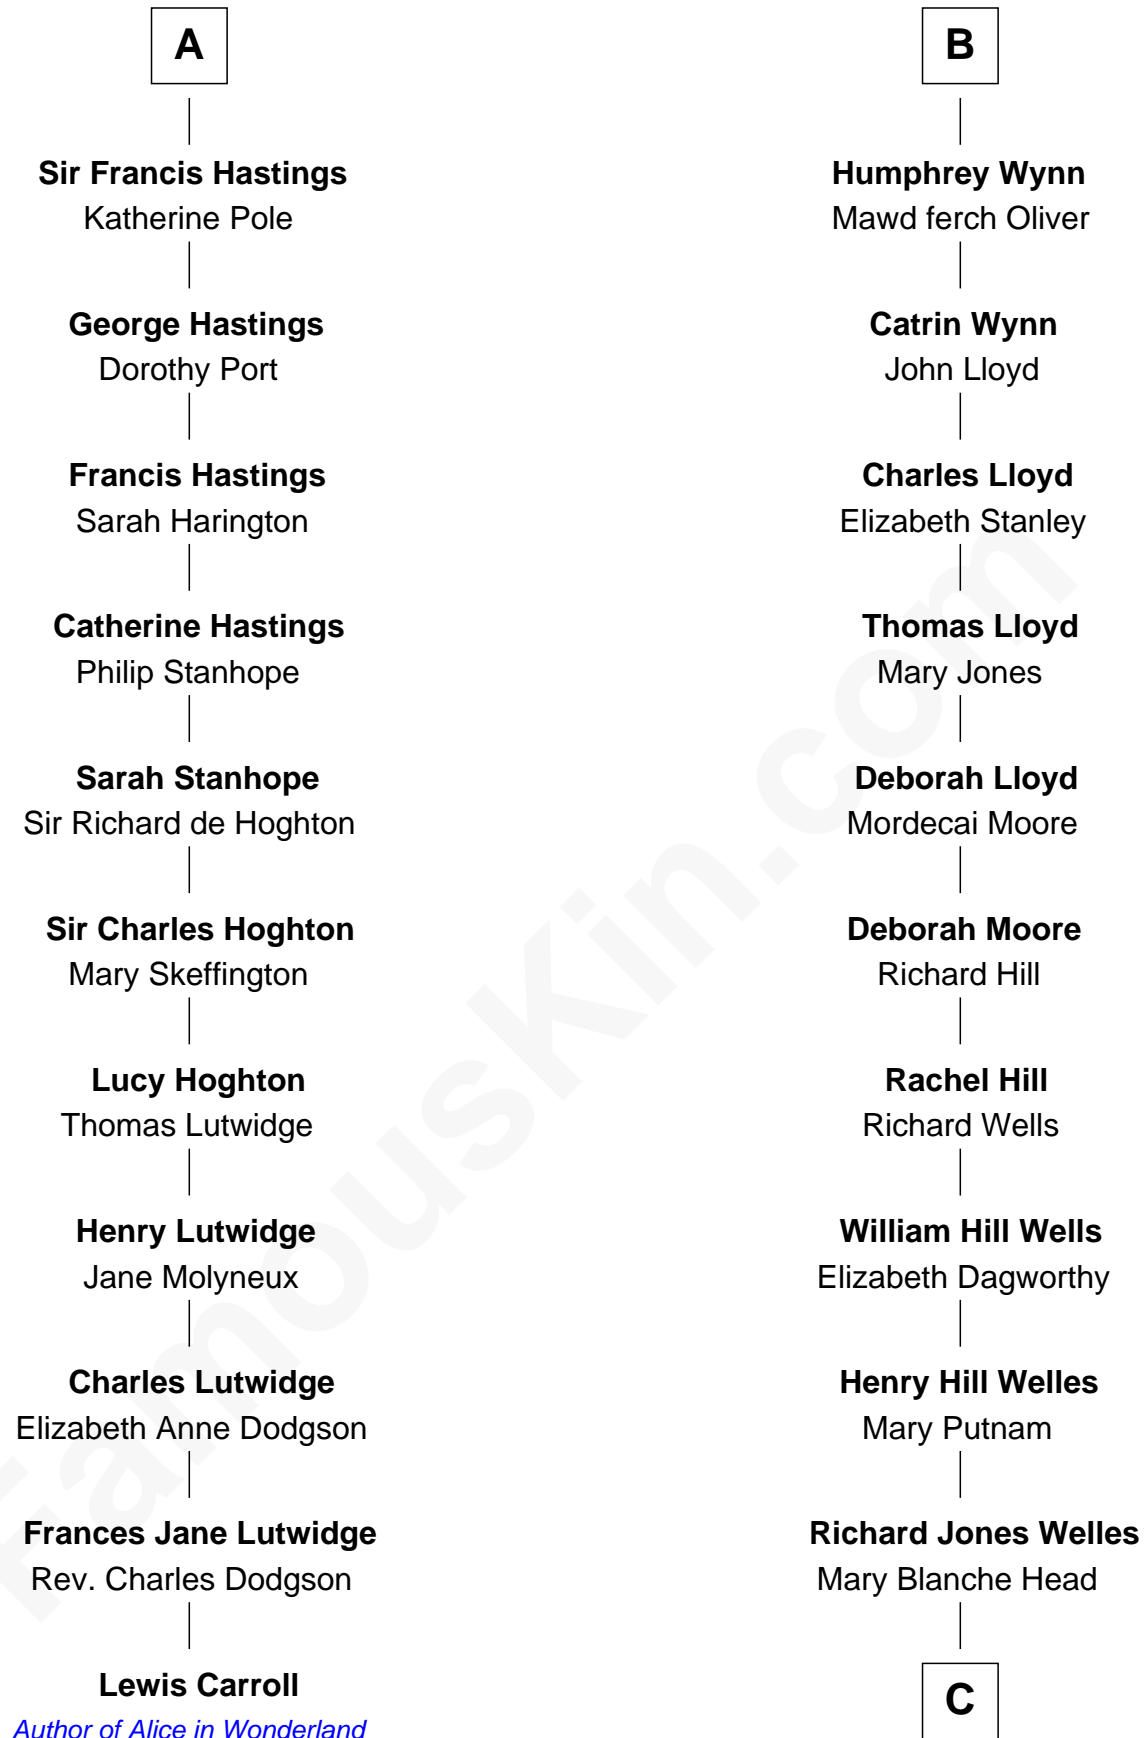 A
Sir Francis Hastings
Katherine Pole
George Hastings
Dorothy Port
Francis Hastings
Sarah Harington
Catherine Hastings
Philip Stanhope
Sarah Stanhope
Sir Richard de Hoghton
Sir Charles Hoghton
Mary Skeffington
Lucy Hoghton
Thomas Lutwidge
Henry Lutwidge
Jane Molyneux
Charles Lutwidge
Elizabeth Anne Dodgson
Frances Jane Lutwidge
Rev. Charles Dodgson
Lewis Carroll
Author of Alice in Wonderland
B
Humphrey Wynn
Mawd ferch Oliver
Catrin Wynn
John Lloyd
Charles Lloyd
Elizabeth Stanley
Thomas Lloyd
Mary Jones
Deborah Lloyd
Mordecai Moore
Deborah Moore
Richard Hill
Rachel Hill
Richard Wells
William Hill Wells
Elizabeth Dagworthy
Henry Hill Welles
Mary Putnam
Richard Jones Welles
Mary Blanche Head
C
FamousKin.com